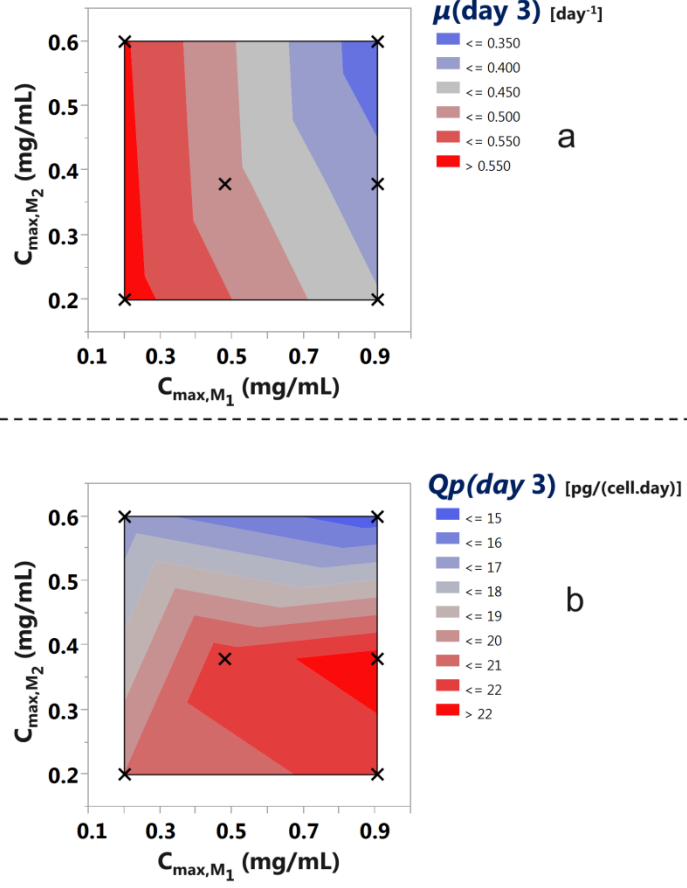 μ(day 3) [day⁻¹]
<= 0.350
<= 0.400
<= 0.450
<= 0.500
<= 0.550
> 0.550
a
0.6
0.5
0.4
0.3
0.2
C_max,M₂ (mg/mL)
0.1 0.3 0.5 0.7 0.9
C_max,M₁ (mg/mL)
Qp(day 3) [pg/(cell.day)]
<= 15
<= 16
<= 17
<= 18
<= 19
<= 20
<= 21
<= 22
> 22
b
0.6
0.5
0.4
0.3
0.2
C_max,M₂ (mg/mL)
0.1 0.3 0.5 0.7 0.9
C_max,M₁ (mg/mL)